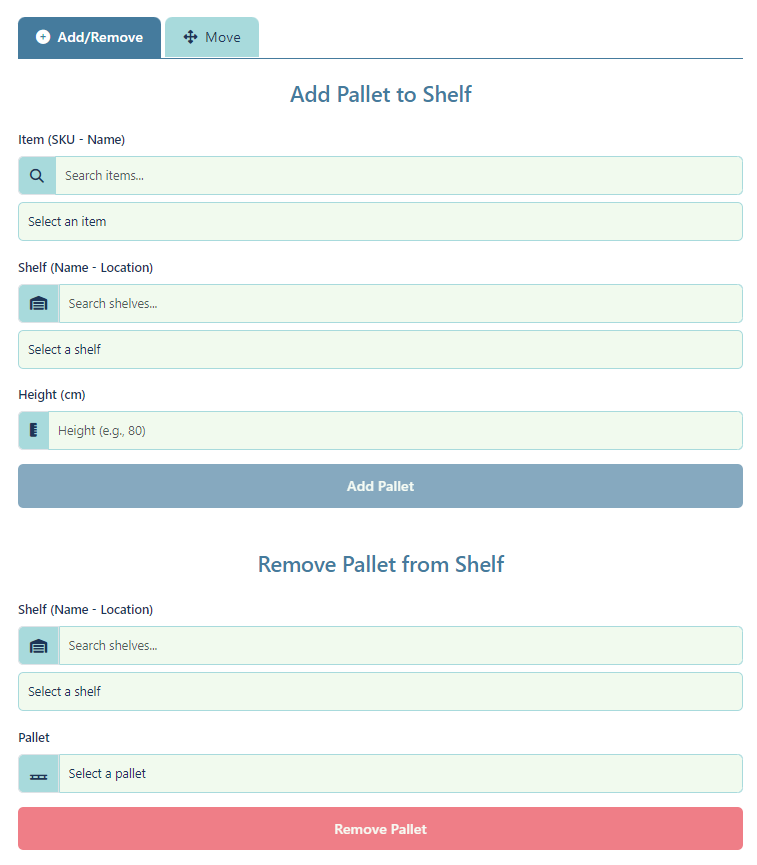 Add/Remove Move
Add Pallet to Shelf
Item (SKU - Name)
Search items...
Select an item
Shelf (Name - Location)
Search shelves...
Select a shelf
Height (cm)
Height (e.g., 80)
Add Pallet
Remove Pallet from Shelf
Shelf (Name - Location)
Search shelves...
Select a shelf
Pallet
Select a pallet
Remove Pallet